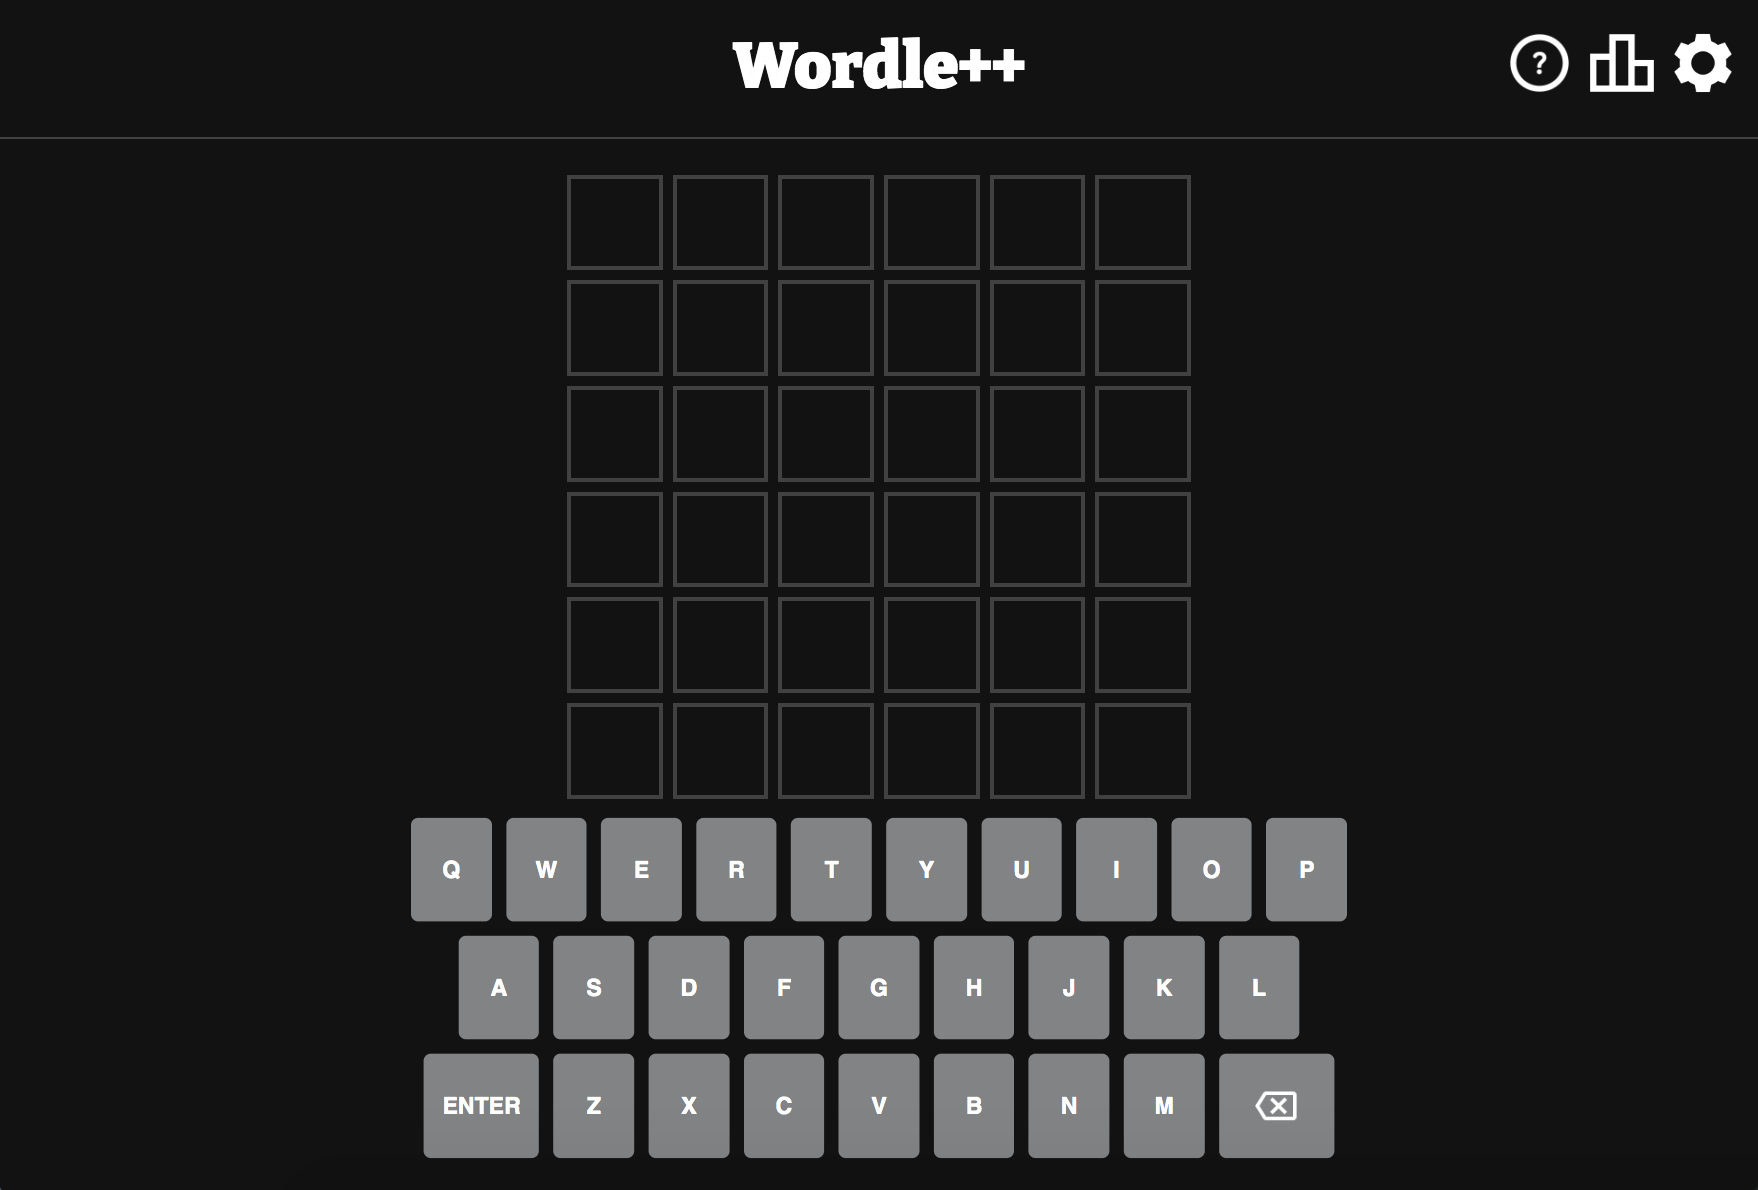 Wordle++
?
Q W E R T Y U I O P
A S D F G H J K L
ENTER Z X C V B N M